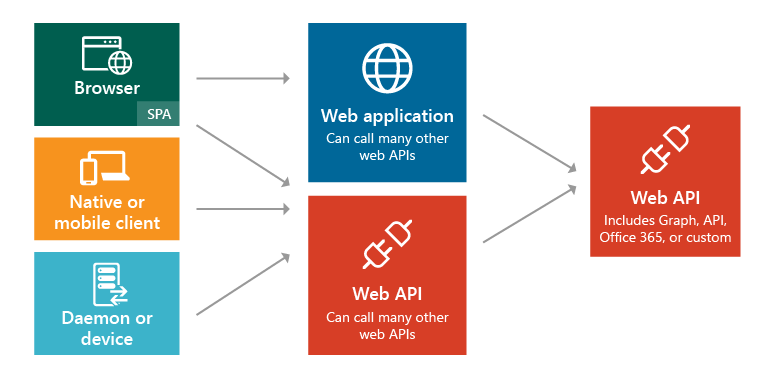 Browser
SPA
Native or
mobile client
Daemon or
device
Web application
Can call many other
web APIs
Web API
Can call many other
web APIs
Web API
Includes Graph, API,
Office 365, or custom